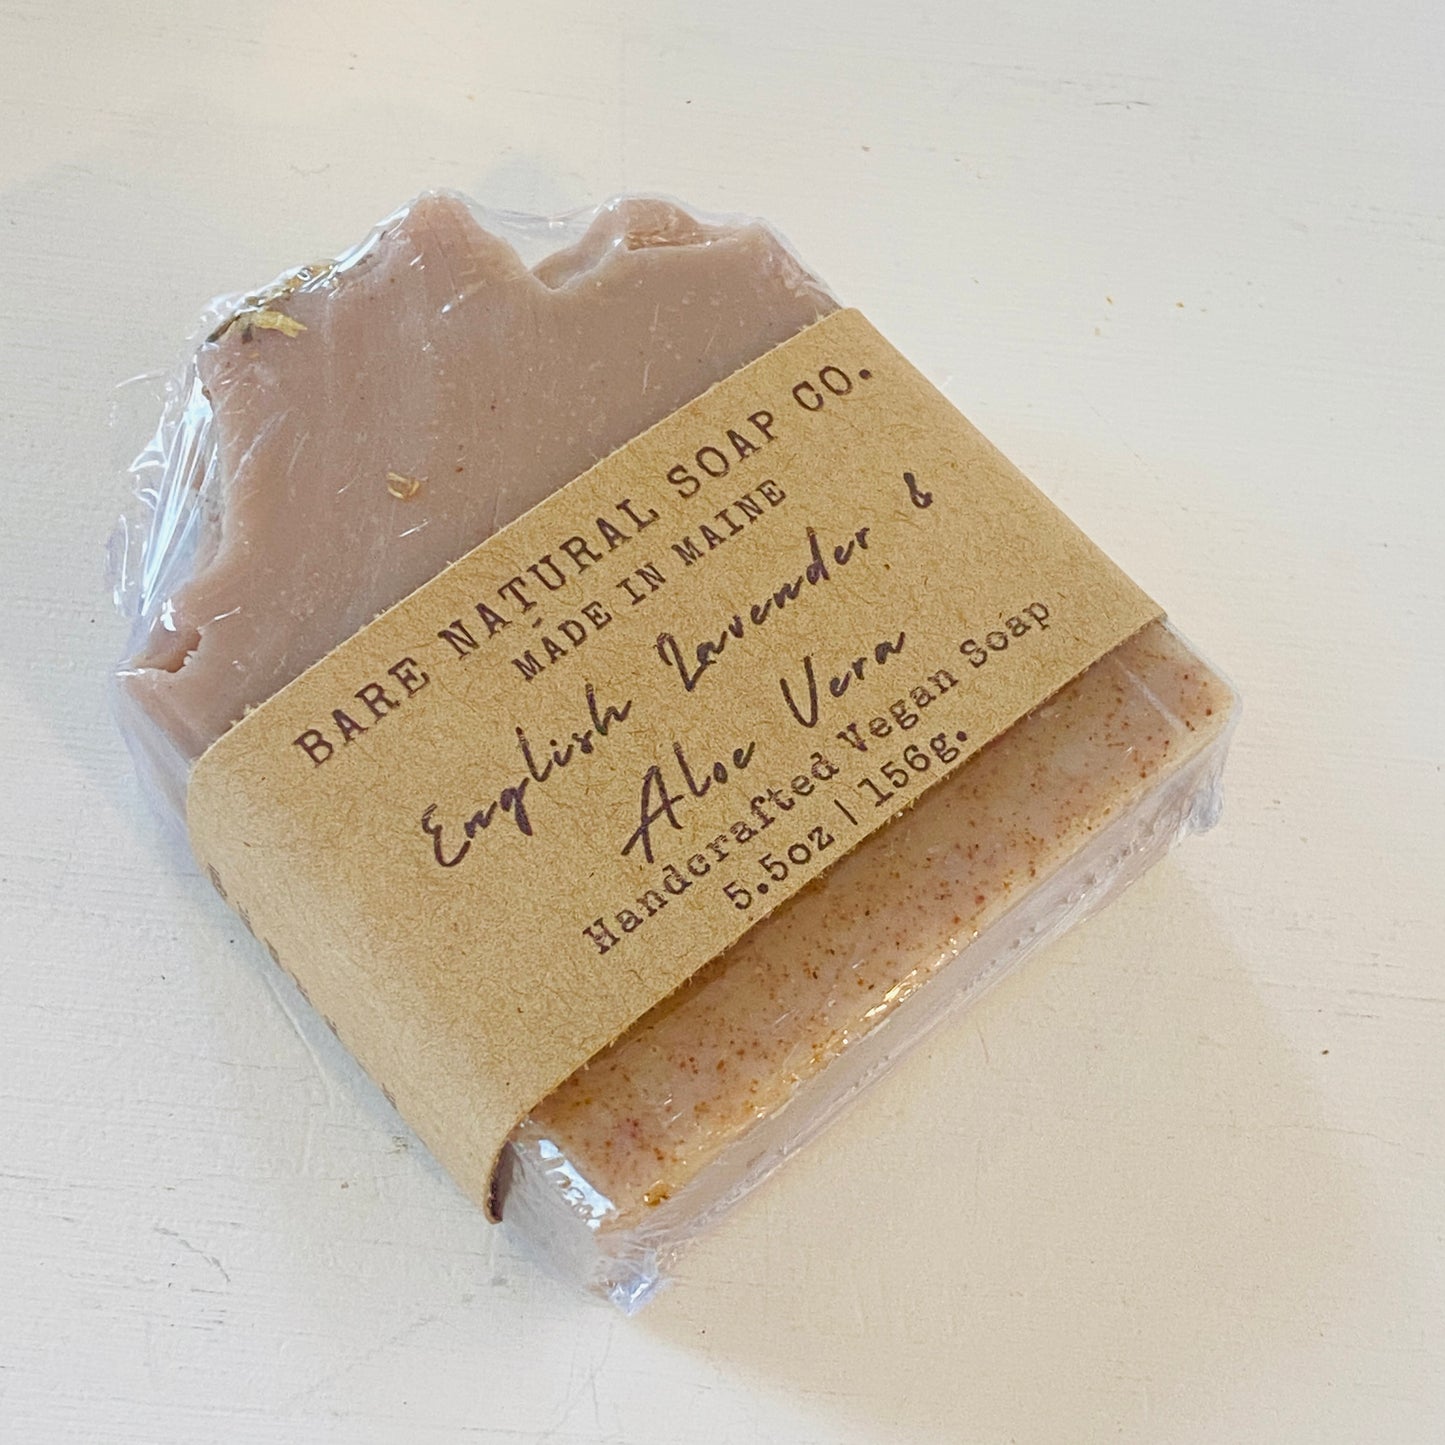 BARE NATURAL SOAP CO.
MADE IN MAINE
English Lavender &
Aloe Vera
Handcrafted Vegan Soap
5.5oz | 156g.